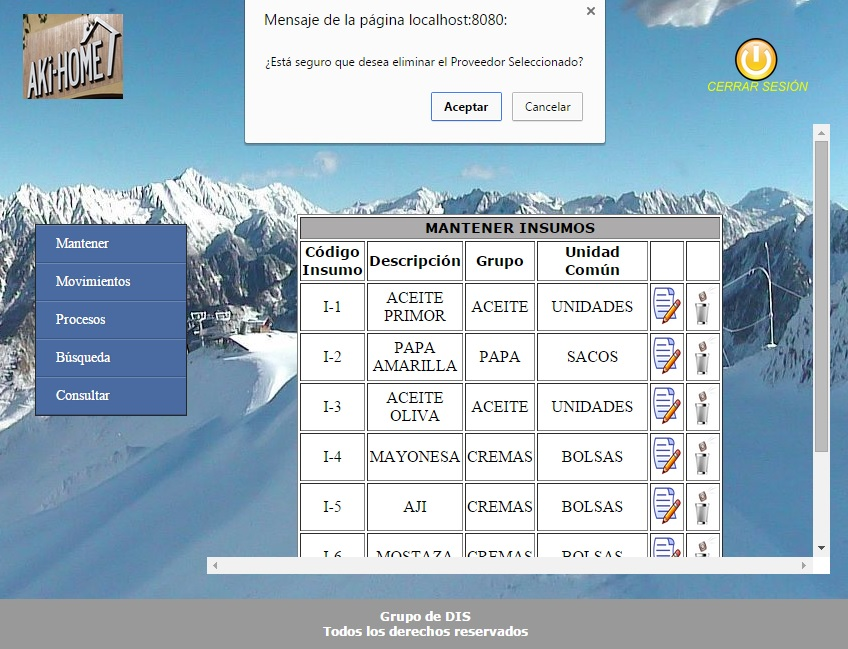 Mensaje de la página localhost:8080:
¿Está seguro que desea eliminar el Proveedor Seleccionado?
Aceptar Cancelar
AKi-HOME
CERRAR SESIÓN
Mantener
Movimientos
Procesos
Búsqueda
Consultar
MANTENER INSUMOS
Código Insumo Descripción Grupo Unidad Común
I-1 ACEITE PRIMOR ACEITE UNIDADES
I-2 PAPA AMARILLA PAPA SACOS
I-3 ACEITE OLIVA ACEITE UNIDADES
I-4 MAYONESA CREMAS BOLSAS
I-5 AJI CREMAS BOLSAS
I-6 MOSTAZA CREMAS BOLSAS
Grupo de DIS
Todos los derechos reservados